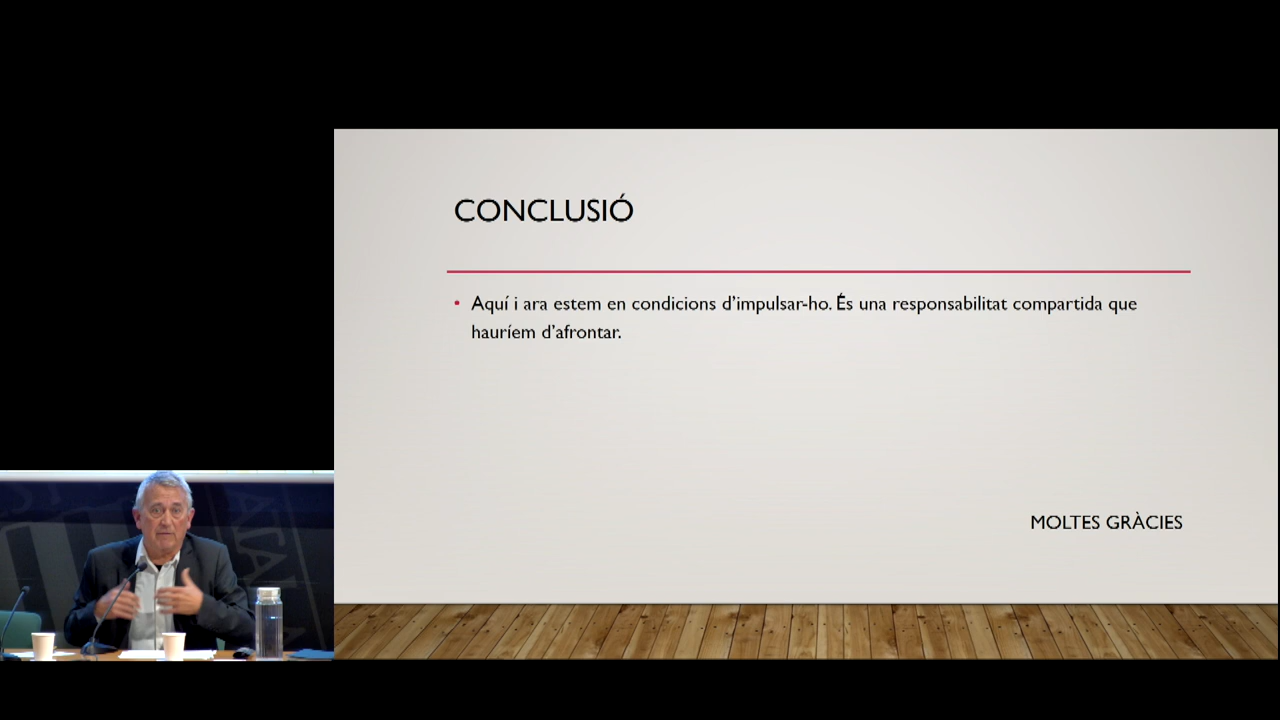 CONCLUSIÓ
• Aquí i ara estem en condicions d'impulsar-ho. És una responsabilitat compartida que
hauríem d'afrontar.
MOLTES GRÀCIES